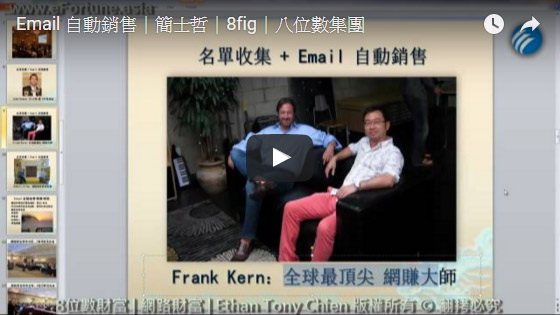 www.eFortune.asia
Email 自動銷售｜簡士哲｜8fig｜八位數集團
名單收集 + Email 自動銷售
Frank Kern：全球最頂尖 網賺大師
8位數財富 | 網路財富 | Ethan Tony Chien 版權所有 © 翻拷必究